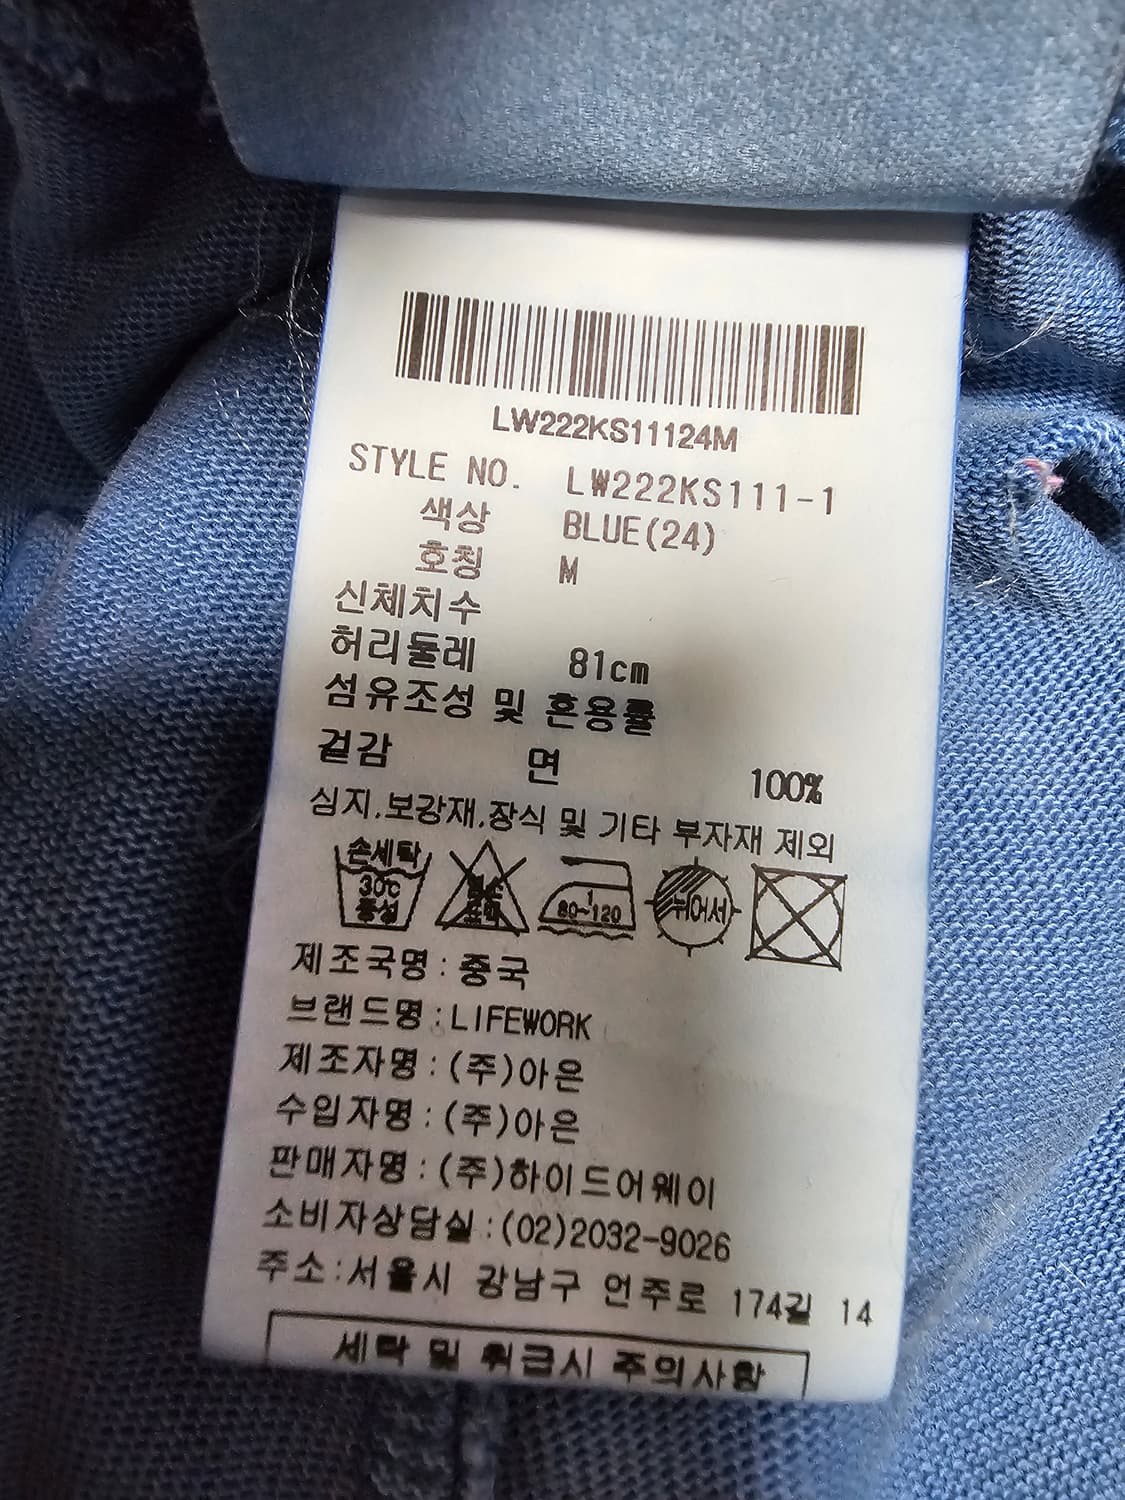 LW222KS11124M
STYLE NO. LW222KS111-1
색상 BLUE(24)
호칭 M
신체치수
허리둘레 81cm
섬유조성 및 혼용률
겉감 면 100%
심지.보강재.장식 및 기타 부자재 제외
손세탁
30℃
중성
염소
표백
1
80~120
뉘어서
제조국명:중국
브랜드명:LIFEWORK
제조자명:(주)아은
수입자명:(주)아은
판매자명:(주)하이드어웨이
소비자상담실:(02)2032-9026
주소:서울시 강남구 언주로 174길 14
세탁 및 취급시 주의사항